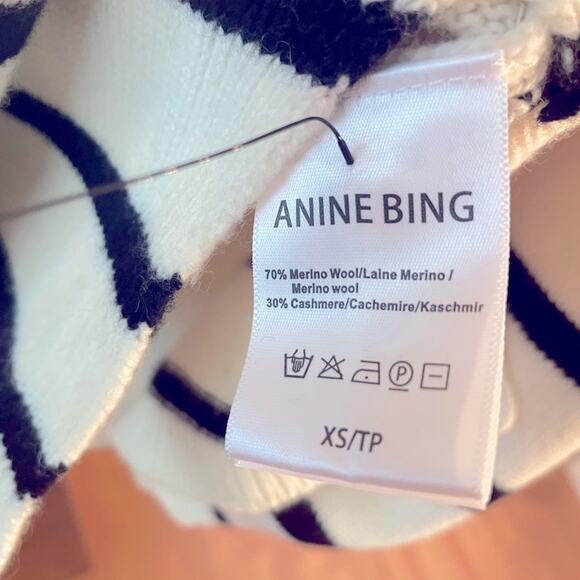 ANINE BING
70% Merino Wool/Laine Merino /
Merino wool
30% Cashmere/Cachemire/Kaschmir
P
XS/TP